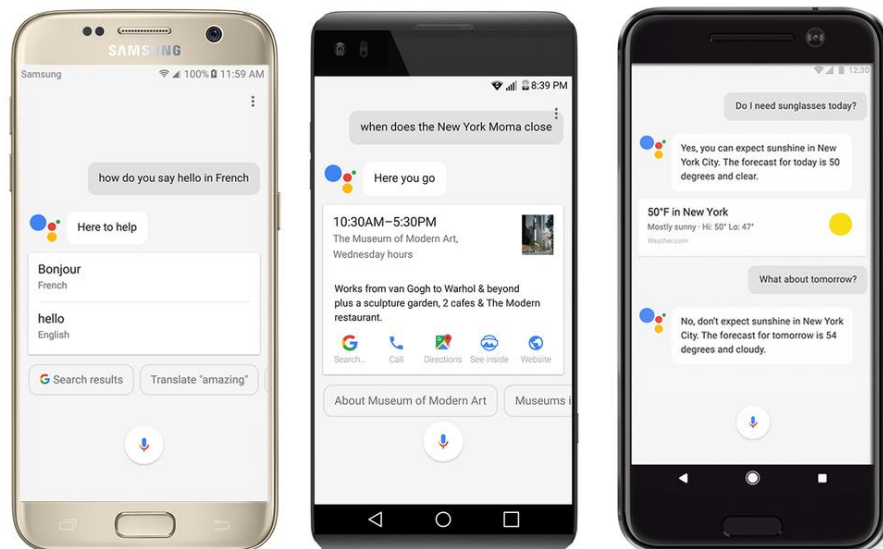 SAMSUNG
Samsung
100% 11:59 AM
how do you say hello in French
Here to help
Bonjour
French
hello
English
Search results
Translate "amazing"
8:39 PM
when does the New York Moma close
Here you go
10:30AM–5:30PM
The Museum of Modern Art,
Wednesday hours
Works from van Gogh to Warhol & beyond
plus a sculpture garden, 2 cafes & The Modern
restaurant.
Search...
Call
Directions
See inside
Website
About Museum of Modern Art
Museums i
12:30
Do I need sunglasses today?
Yes, you can expect sunshine in New
York City. The forecast for today is 50
degrees and clear.
50°F in New York
Mostly sunny · Hi: 50° Lo: 47°
Weather.com
What about tomorrow?
No, don't expect sunshine in New York
City. The forecast for tomorrow is 54
degrees and cloudy.